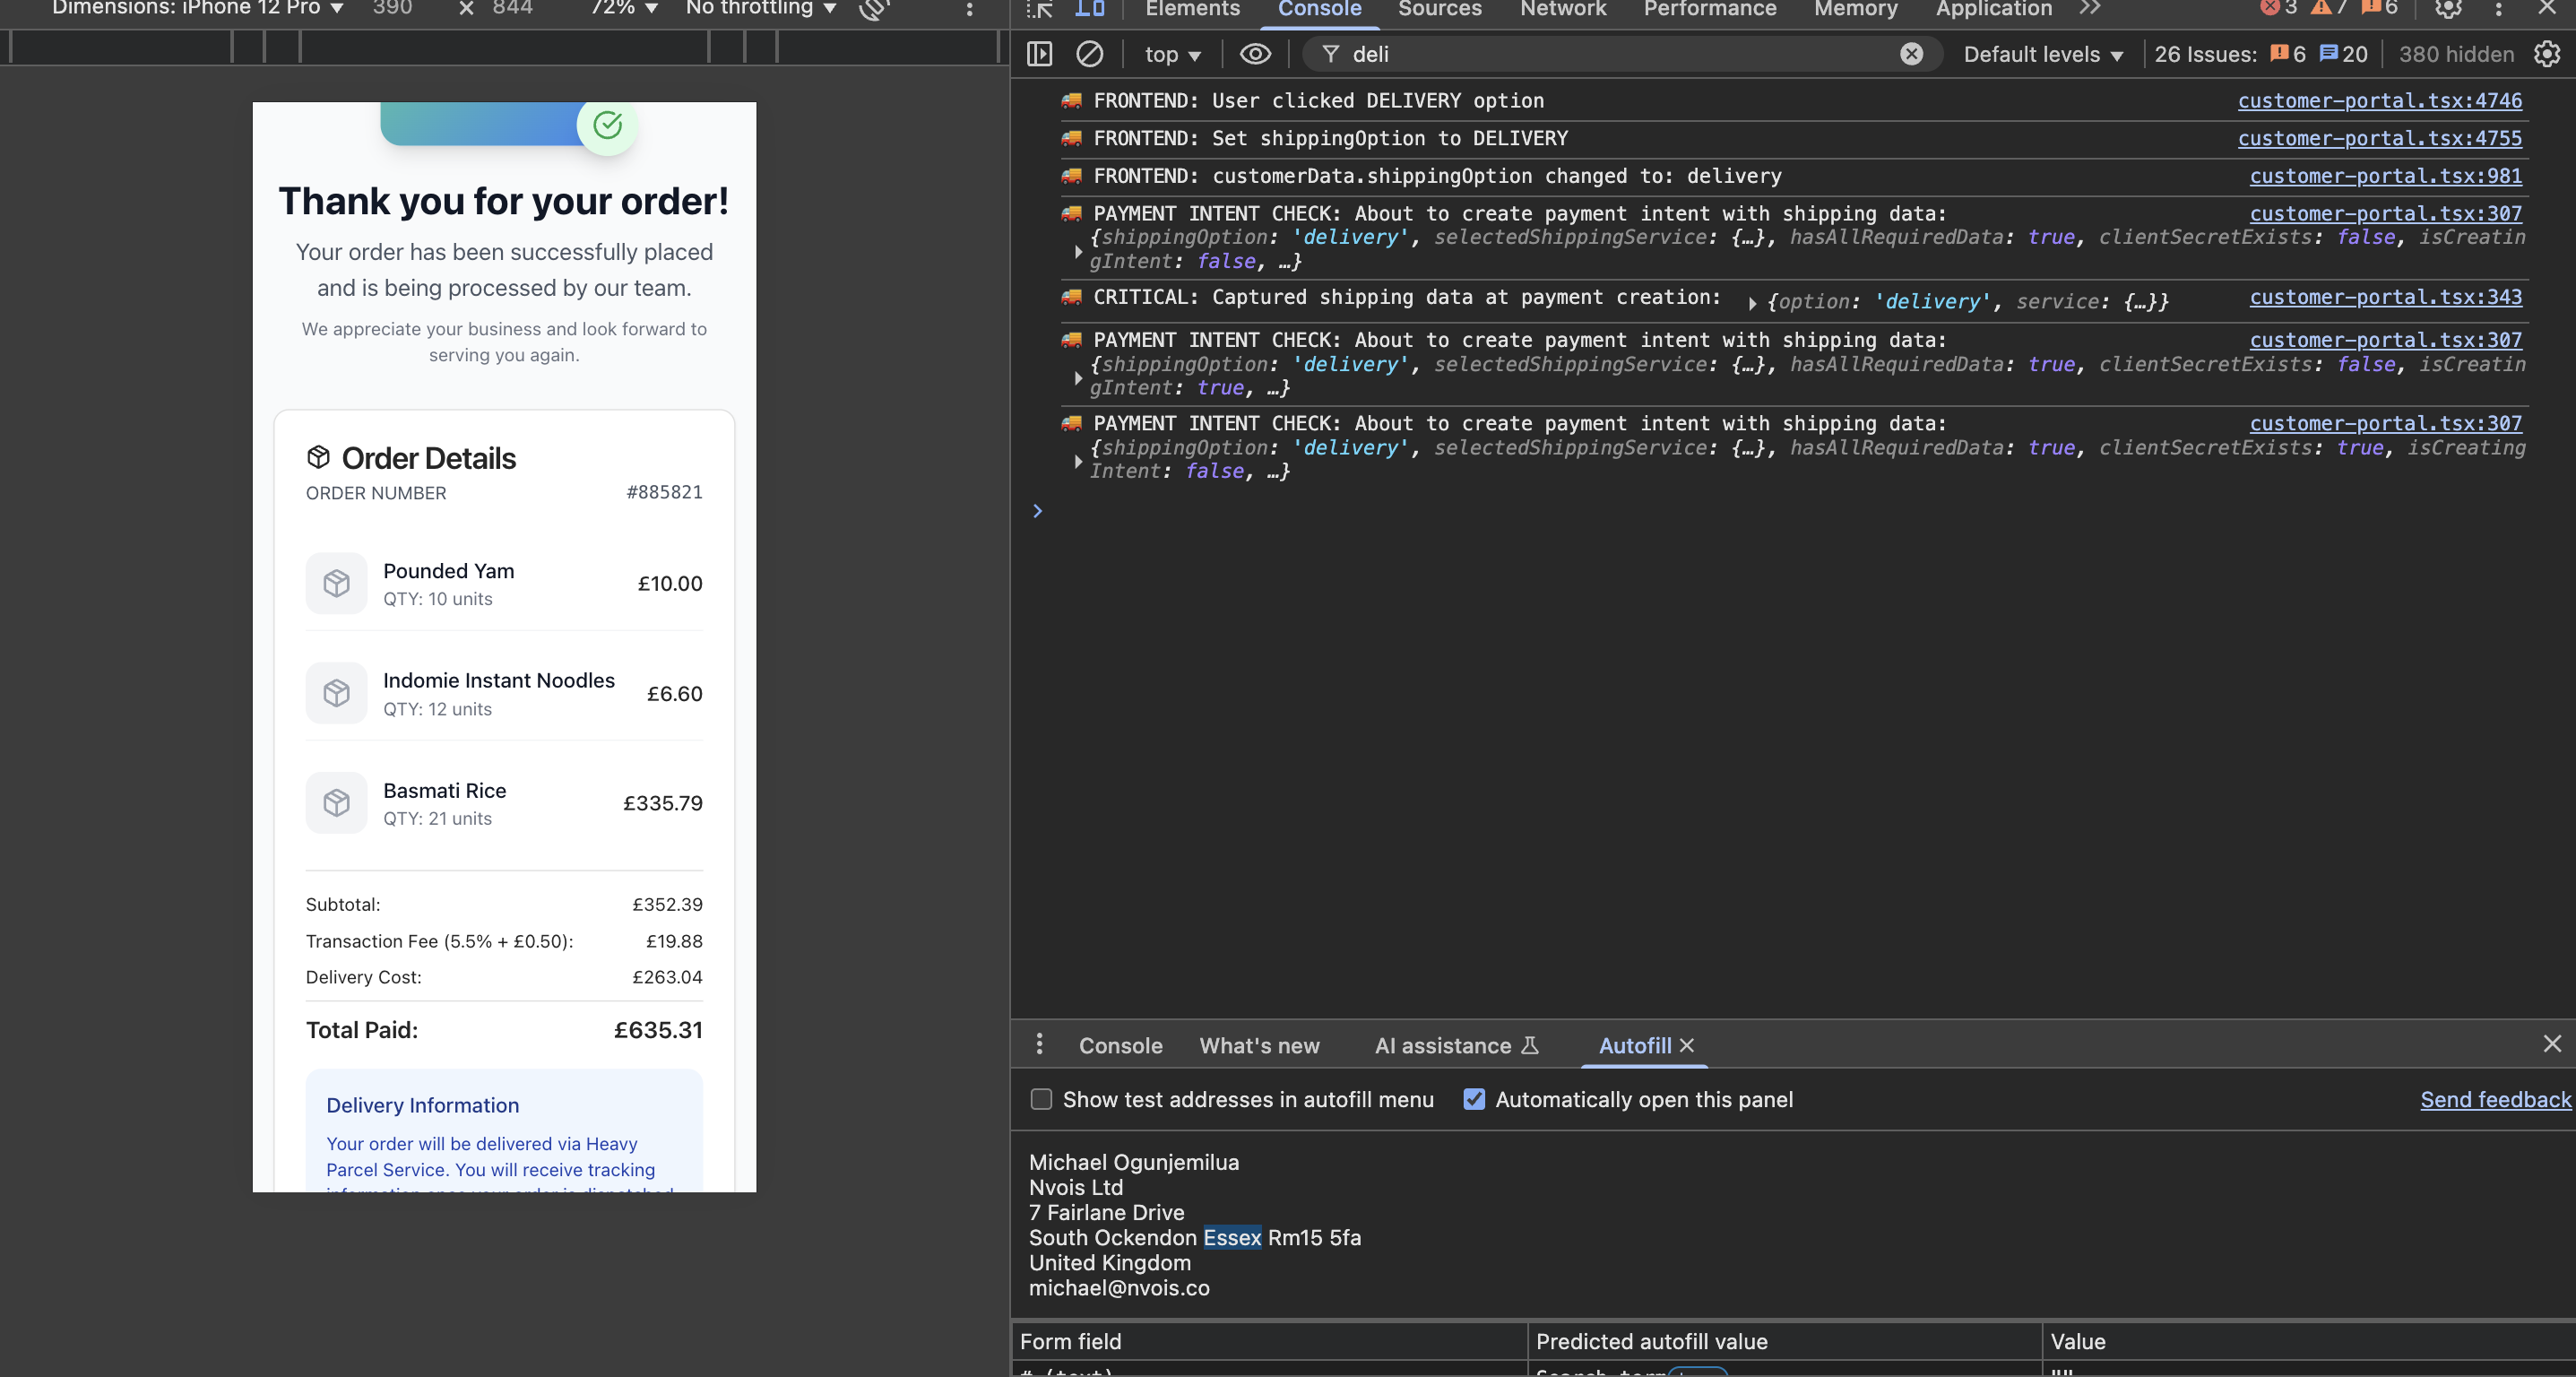 Dimensions: iPhone 12 Pro ▼ 390 × 844 72% ▼ No throttling ▼
Elements Console Sources Network Performance Memory Application 3 7 6
top ▼ deli Default levels ▼ 26 Issues: 6 20 380 hidden
Thank you for your order!
Your order has been successfully placed
and is being processed by our team.
We appreciate your business and look forward to
serving you again.
Order Details
ORDER NUMBER #885821
Pounded Yam £10.00
QTY: 10 units
Indomie Instant Noodles £6.60
QTY: 12 units
Basmati Rice £335.79
QTY: 21 units
Subtotal: £352.39
Transaction Fee (5.5% + £0.50): £19.88
Delivery Cost: £263.04
Total Paid: £635.31
Delivery Information
Your order will be delivered via Heavy
Parcel Service. You will receive tracking
information once your order is dispatched
🚚 FRONTEND: User clicked DELIVERY option customer-portal.tsx:4746
🚚 FRONTEND: Set shippingOption to DELIVERY customer-portal.tsx:4755
🚚 FRONTEND: customerData.shippingOption changed to: delivery customer-portal.tsx:981
🚚 PAYMENT INTENT CHECK: About to create payment intent with shipping data: customer-portal.tsx:307
{shippingOption: 'delivery', selectedShippingService: {…}, hasAllRequiredData: true, clientSecretExists: false, isCreatin
gIntent: false, …}
🚚 CRITICAL: Captured shipping data at payment creation: {option: 'delivery', service: {…}} customer-portal.tsx:343
🚚 PAYMENT INTENT CHECK: About to create payment intent with shipping data: customer-portal.tsx:307
{shippingOption: 'delivery', selectedShippingService: {…}, hasAllRequiredData: true, clientSecretExists: false, isCreatin
gIntent: true, …}
🚚 PAYMENT INTENT CHECK: About to create payment intent with shipping data: customer-portal.tsx:307
{shippingOption: 'delivery', selectedShippingService: {…}, hasAllRequiredData: true, clientSecretExists: true, isCreating
Intent: false, …}
Console What's new AI assistance Autofill
Show test addresses in autofill menu Automatically open this panel Send feedback
Michael Ogunjemilua
Nvois Ltd
7 Fairlane Drive
South Ockendon Essex Rm15 5fa
United Kingdom
michael@nvois.co
Form field Predicted autofill value Value